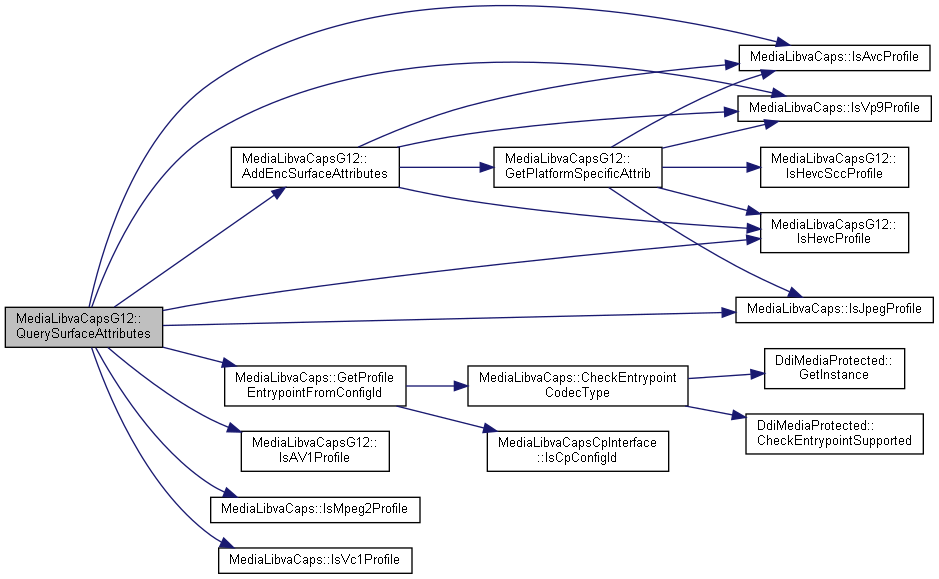 MediaLibvaCaps::IsAvcProfile
MediaLibvaCaps::IsVp9Profile
MediaLibvaCapsG12::
AddEncSurfaceAttributes
MediaLibvaCapsG12::
GetPlatformSpecificAttrib
MediaLibvaCapsG12::
IsHevcSccProfile
MediaLibvaCapsG12::
IsHevcProfile
MediaLibvaCaps::IsJpegProfile
MediaLibvaCapsG12::
QuerySurfaceAttributes
MediaLibvaCaps::GetProfile
EntrypointFromConfigId
MediaLibvaCaps::CheckEntrypoint
CodecType
DdiMediaProtected::
GetInstance
DdiMediaProtected::
CheckEntrypointSupported
MediaLibvaCapsG12::
IsAV1Profile
MediaLibvaCapsCpInterface
::IsCpConfigId
MediaLibvaCaps::IsMpeg2Profile
MediaLibvaCaps::IsVc1Profile